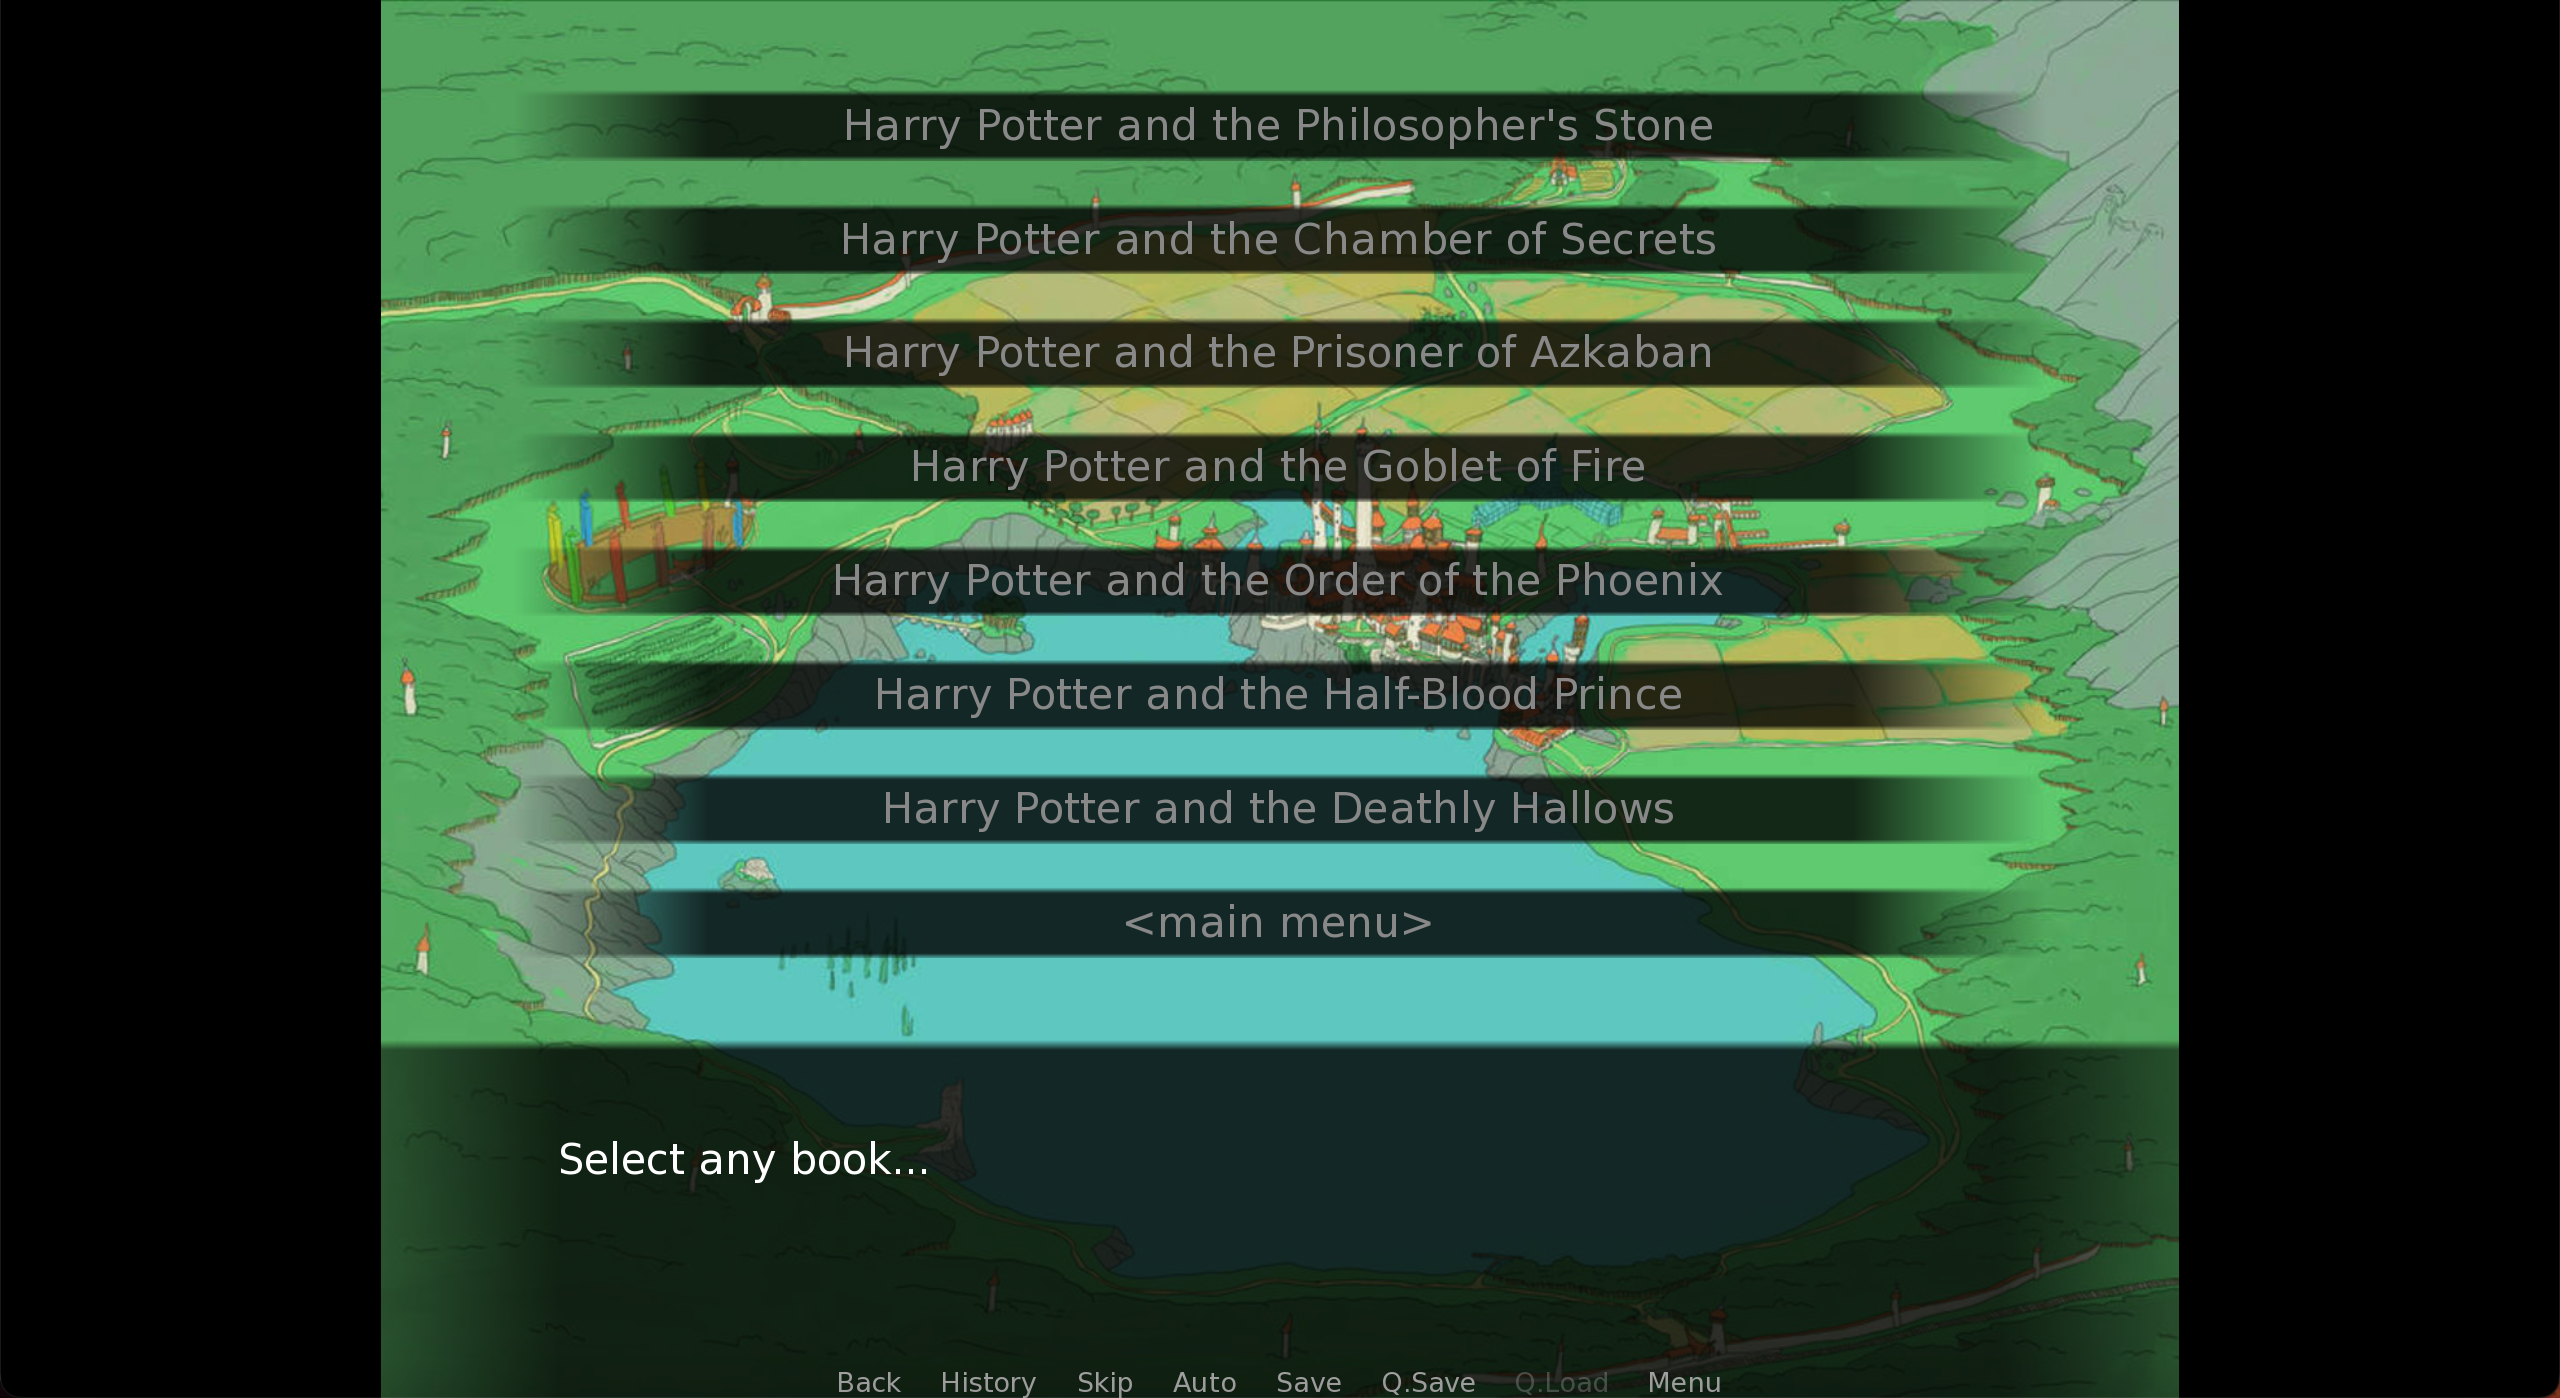 Harry Potter and the Philosopher's Stone
Harry Potter and the Chamber of Secrets
Harry Potter and the Prisoner of Azkaban
Harry Potter and the Goblet of Fire
Harry Potter and the Order of the Phoenix
Harry Potter and the Half-Blood Prince
Harry Potter and the Deathly Hallows
<main menu>
Select any book...
Back History Skip Auto Save Q.Save Q.Load Menu